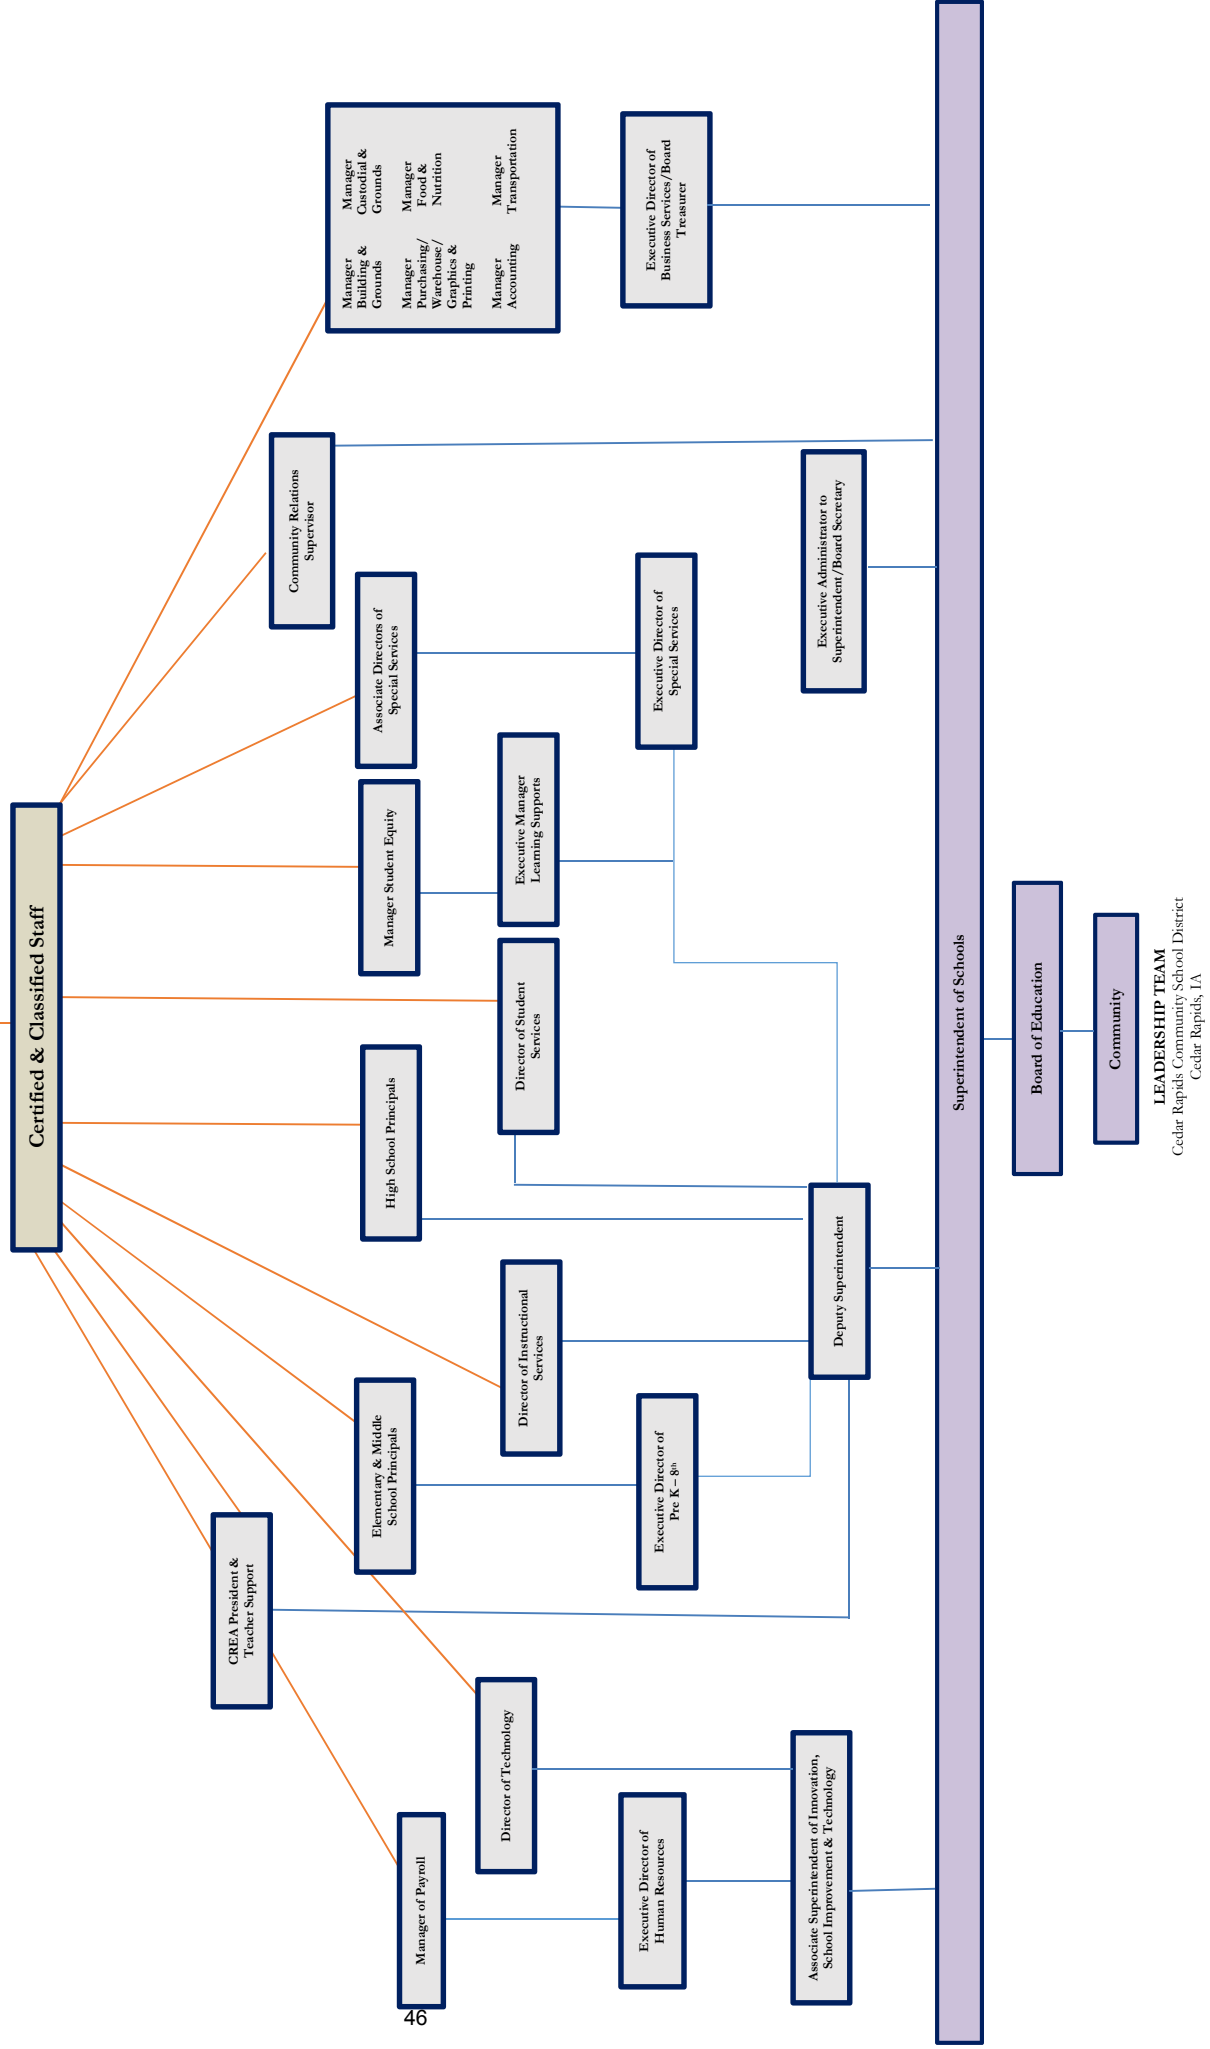 Certified & Classified Staff
CREA President &
Teacher Support
Community Relations
Supervisor
Manager
Building &
Grounds
Manager
Custodial &
Grounds
Manager
Purchasing/
Warehouse/
Graphics &
Printing
Manager
Food &
Nutrition
Manager
Accounting
Manager
Transportation
Manager of Payroll
Elementary & Middle
School Principals
High School Principals
Manager Student Equity
Associate Directors of
Special Services
Director of Technology
Director of Instructional
Services
Director of Student
Services
Executive Manager
Learning Supports
Executive Director of
Human Resources
Executive Director of
Pre K – 8th
Executive Director of
Special Services
Executive Director of
Business Services/Board
Treasurer
Associate Superintendent of Innovation,
School Improvement & Technology
Deputy Superintendent
Executive Administrator to
Superintendent/Board Secretary
Superintendent of Schools
Board of Education
Community
LEADERSHIP TEAM
Cedar Rapids Community School District
Cedar Rapids, IA
46